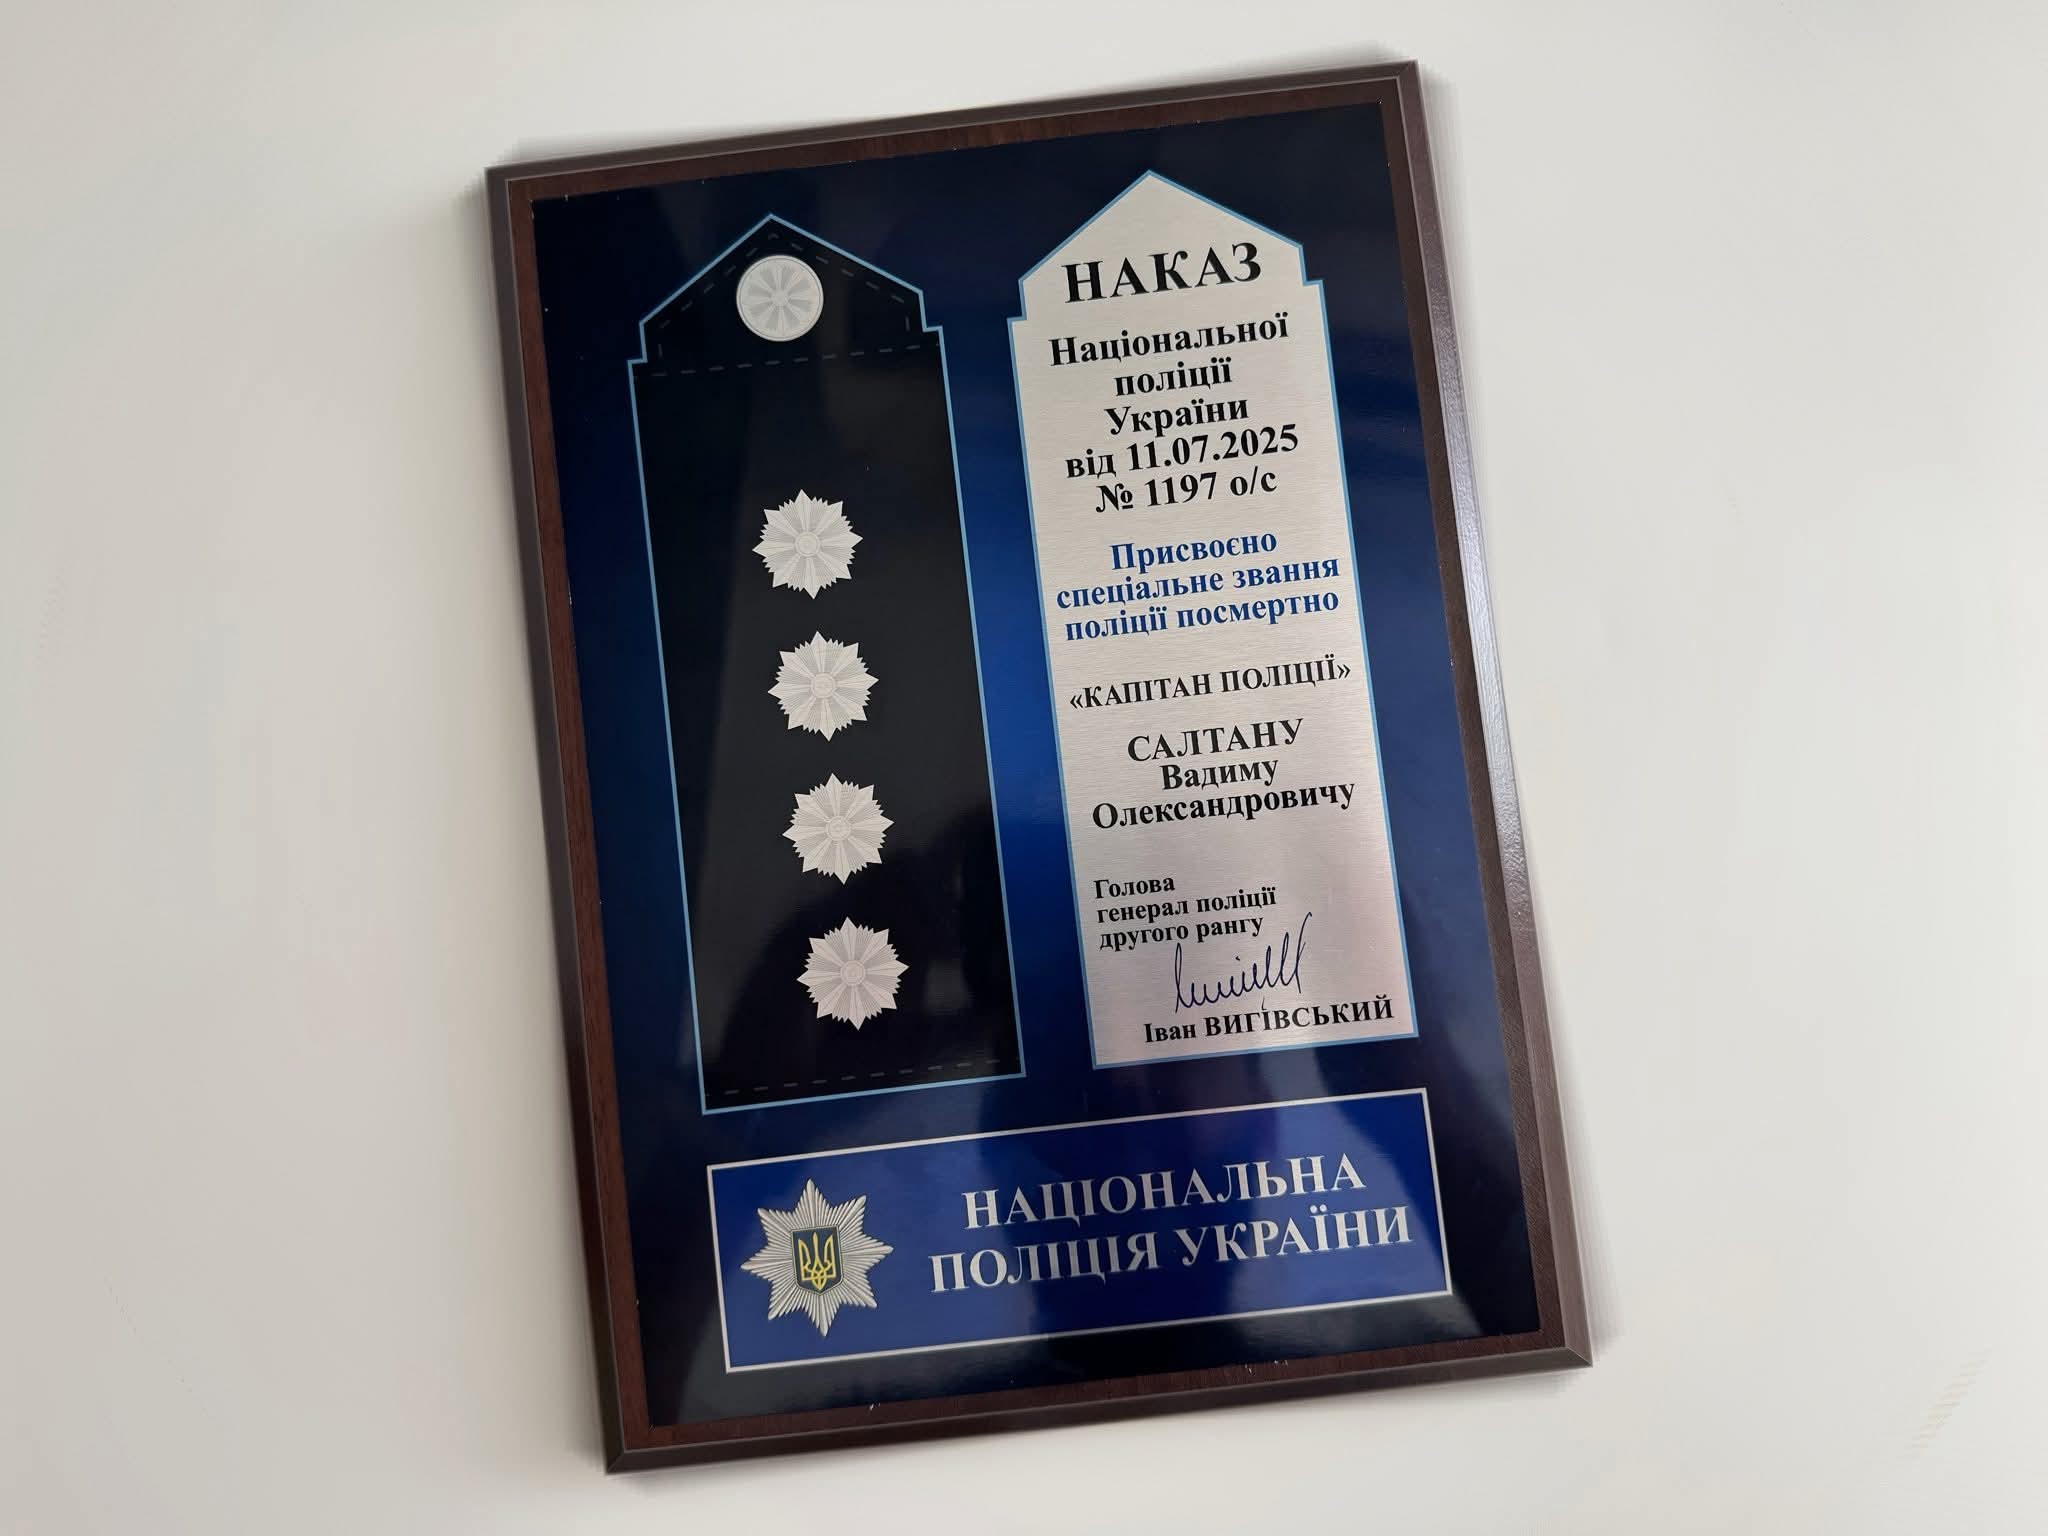 НАКАЗ
Національної
поліції
України
від 11.07.2025
№ 1197 о/с
Присвоєно
спеціальне звання
поліції посмертно
«КАПІТАН ПОЛІЦІЇ»
САЛТАНУ
Вадиму
Олександровичу
Голова
генерал поліції
другого рангу
Іван ВИГІВСЬКИЙ
НАЦІОНАЛЬНА
ПОЛІЦІЯ УКРАЇНИ